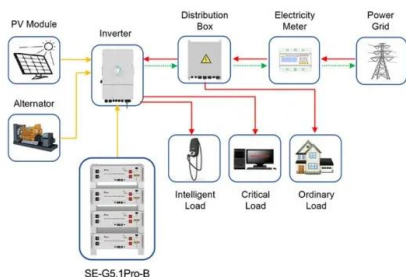 PV Module
Inverter
Distribution
Box
Electricity
Meter
Power
Grid
Alternator
Intelligent
Load
Critical
Load
Ordinary
Load
SE-G5.1Pro-B